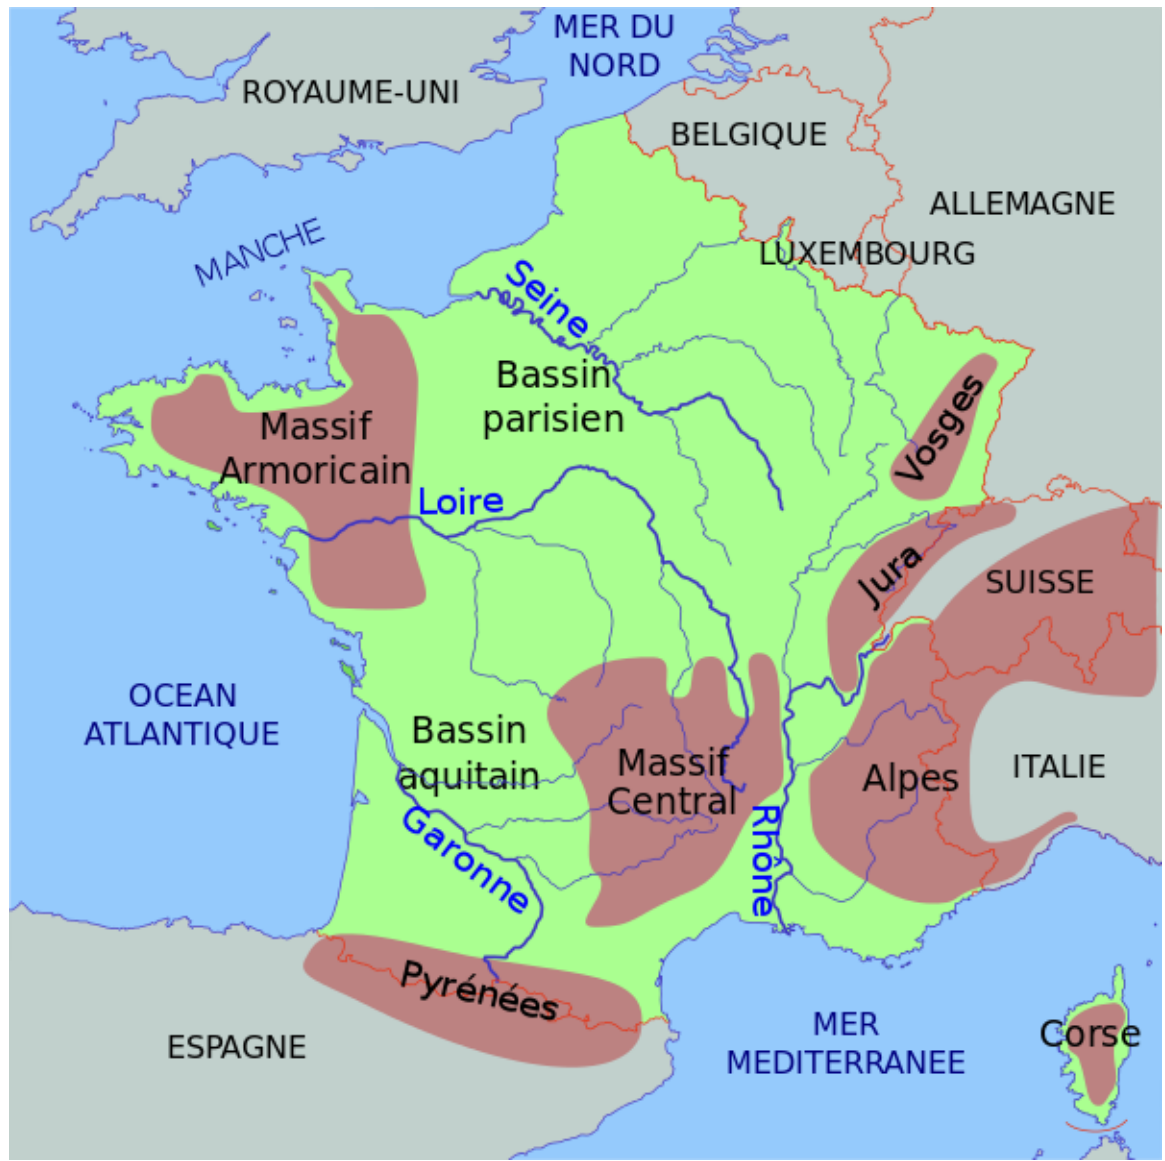 MER DU
NORD
ROYAUME-UNI
BELGIQUE
ALLEMAGNE
MANCHE
LUXEMBOURG
Seine
Bassin
parisien
Vosges
Massif
Armoricain
Loire
Jura
SUISSE
OCEAN
ATLANTIQUE
Bassin
aquitain
Massif
Central
Alpes
ITALIE
Garonne
Rhône
Pyrénées
ESPAGNE
MER
MEDITERRANEE
Corse